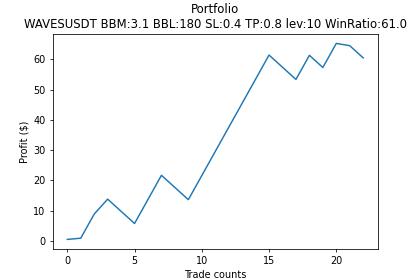 Portfolio
WAVESUSDT BBM:3.1 BBL:180 SL:0.4 TP:0.8 lev:10 WinRatio:61.0
60
50
40
30
20
10
0
Profit ($)
0 5 10 15 20
Trade counts